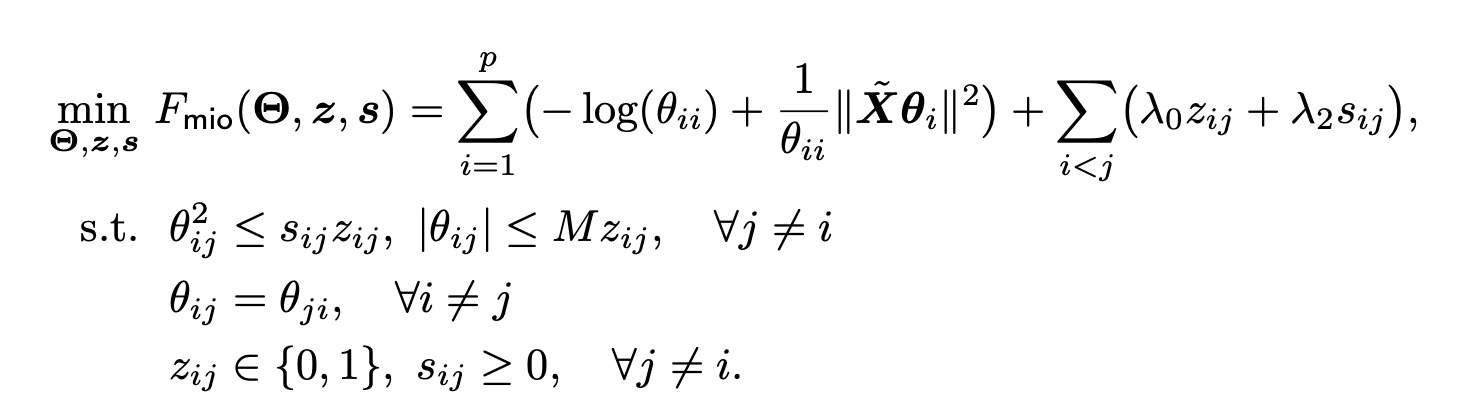 \min_{\boldsymbol{\Theta}, \boldsymbol{z}, \boldsymbol{s}} F_{\mathsf{mio}}(\boldsymbol{\Theta}, \boldsymbol{z}, \boldsymbol{s}) = \sum_{i=1}^{p} \big( -\log(\theta_{ii}) + \frac{1}{\theta_{ii}} \| \tilde{\boldsymbol{X}} \boldsymbol{\theta}_i \|^2 \big) + \sum_{i<j} \big( \lambda_0 z_{ij} + \lambda_2 s_{ij} \big),
s.t. \theta_{ij}^2 \leq s_{ij} z_{ij}, |\theta_{ij}| \leq M z_{ij}, \forall j \neq i
\theta_{ij} = \theta_{ji}, \forall i \neq j
z_{ij} \in \{0, 1\}, s_{ij} \geq 0, \forall j \neq i.